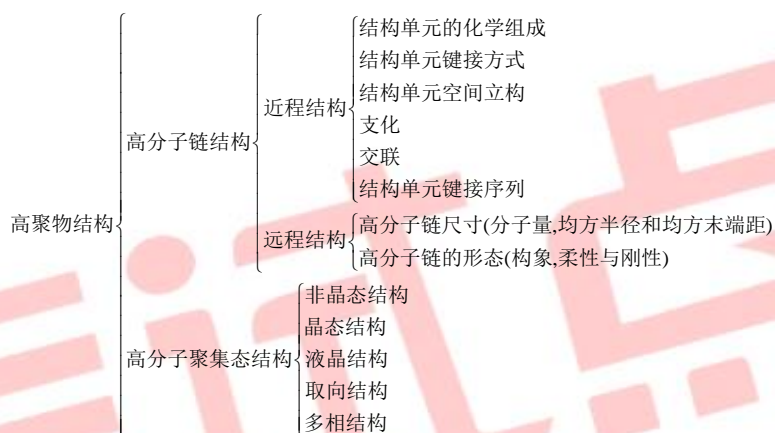 结构单元的化学组成
结构单元键接方式
近程结构
结构单元空间立构
支化
高分子链结构
交联
结构单元键接序列
高聚物结构
远程结构
高分子链尺寸(分子量,均方半径和均方末端距)
高分子链的形态(构象,柔性与刚性)
非晶态结构
晶态结构
高分子聚集态结构
液晶结构
取向结构
多相结构